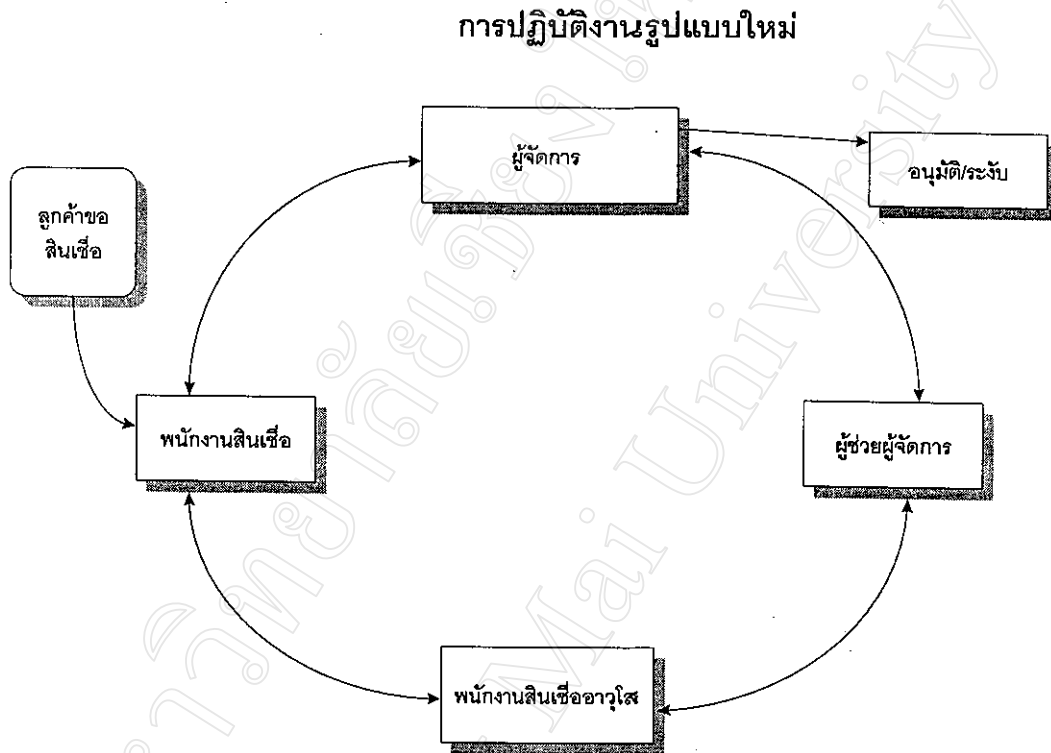 การปฏิบัติงานรูปแบบใหม่
ผู้จัดการ
อนุมัติ/ระงับ
ลูกค้าขอ
สินเชื่อ
พนักงานสินเชื่อ
ผู้ช่วยผู้จัดการ
พนักงานสินเชื่ออาวุโส
Mai University